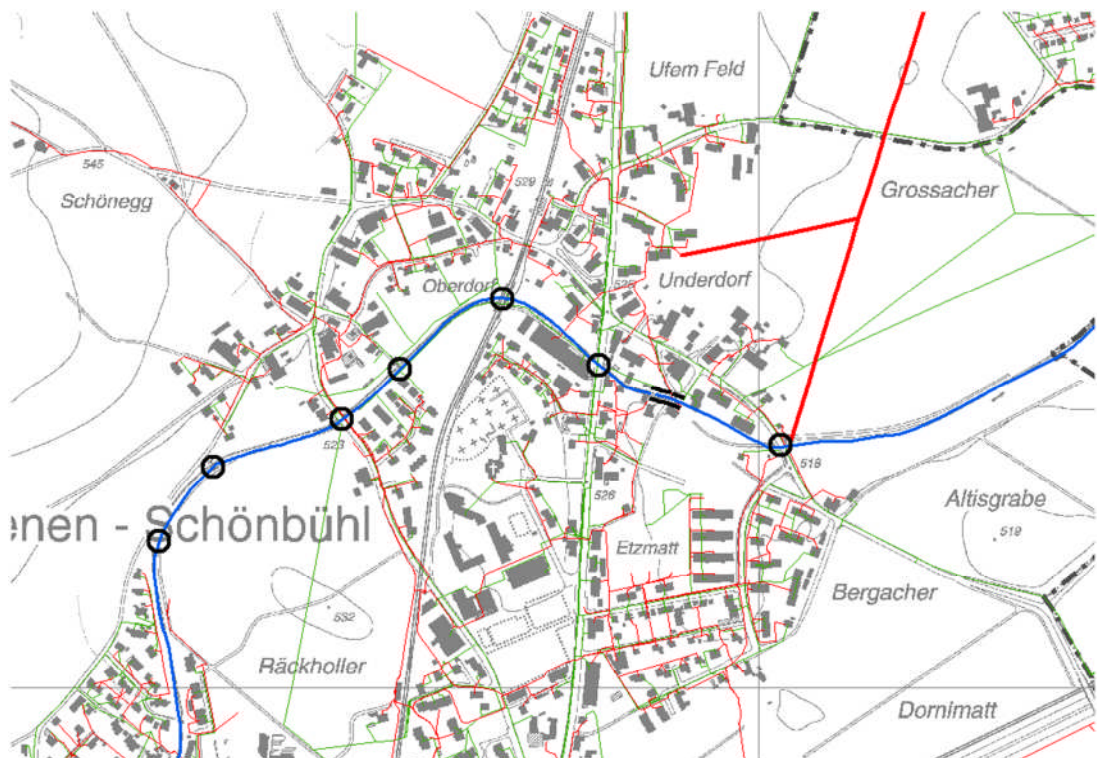 Ufem Feld
545
Schönegg
529
Grossacher
Oberdorf
Underdorf
523
518
526
Altisgrabe
519
enen - Schönbühl
Etzmatt
Bergacher
532
Räckholler
Dornimatt